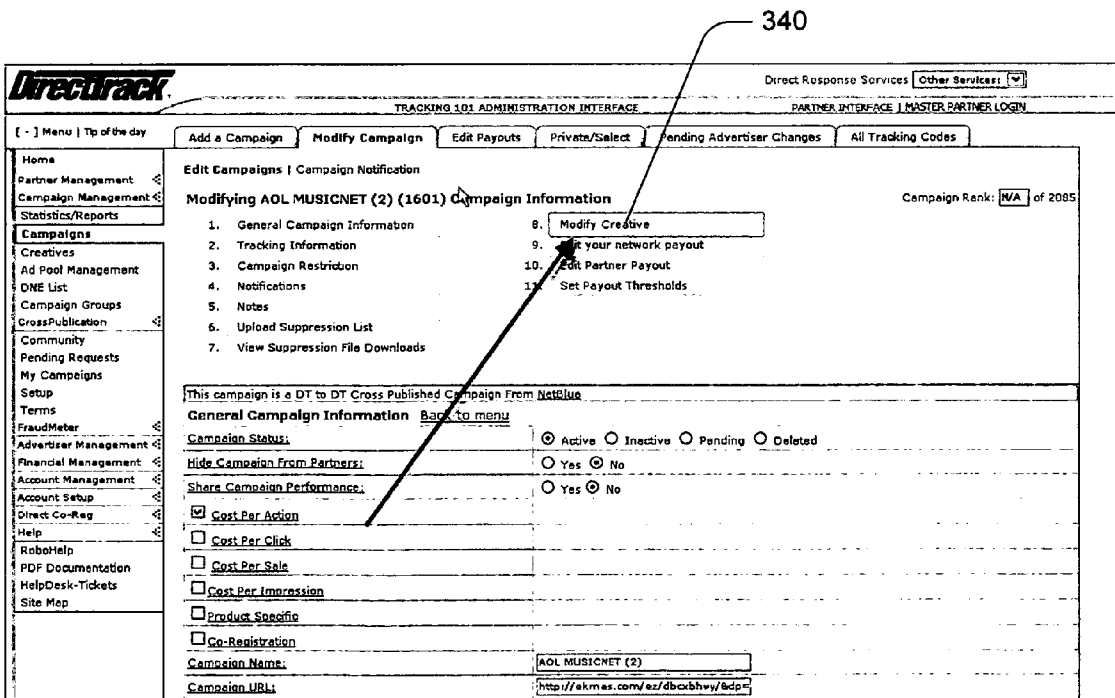 340
Directrack
Direct Response Services Other Services:
TRACKING 101 ADMINISTRATION INTERFACE
PARTNER INTERFACE | MASTER PARTNER LOGIN
[ - ] Menu | Tip of the day
Add a Campaign Modify Campaign Edit Payouts Private/Select Pending Advertiser Changes All Tracking Codes
Home
Partner Management
Campaign Management
Statistics/Reports
Campaigns
Creatives
Ad Pool Management
DNE List
Campaign Groups
CrossPublication
Community
Pending Requests
My Campaigns
Setup
Terms
FraudMeter
Advertiser Management
Financial Management
Account Management
Account Setup
Direct Co-Reg
Help
RoboHelp
PDF Documentation
HelpDesk-Tickets
Site Map
Edit Campaigns | Campaign Notification
Modifying AOL MUSICNET (2) (1601) Campaign Information
Campaign Rank: N/A of 2085
1. General Campaign Information
2. Tracking Information
3. Campaign Restriction
4. Notifications
5. Notes
6. Upload Suppression List
7. View Suppression File Downloads
8. Modify Creative
9. Edit your network payout
10. Edit Partner Payout
11. Set Payout Thresholds
This campaign is a DT to DT Cross Published Campaign From NetBlue
General Campaign Information Back to menu
Campaign Status: Active Inactive Pending Deleted
Hide Campaign From Partners: Yes No
Share Campaign Performance: Yes No
Cost Per Action
Cost Per Click
Cost Per Sale
Cost Per Impression
Product Specific
Co-Registration
Campaign Name: AOL MUSICNET (2)
Campaign URL: http://ekmas.com/ez/dbcxbhwy/&dp=